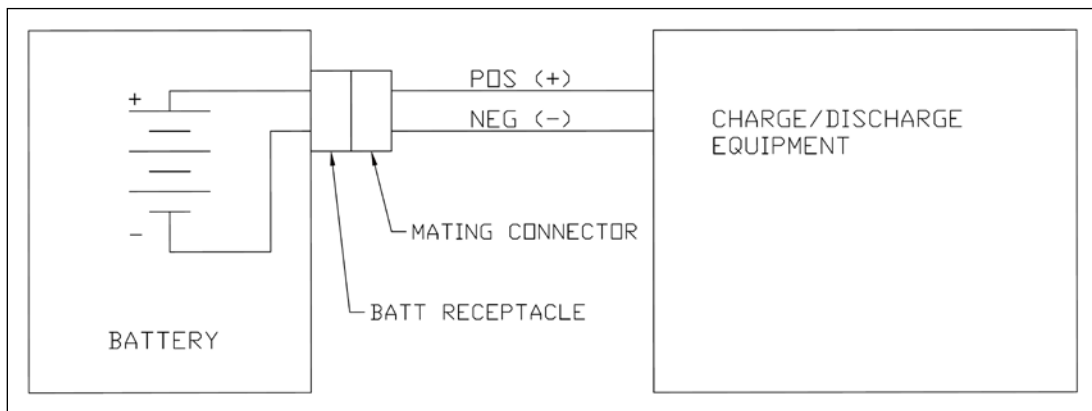 POS (+)
NEG (-)
CHARGE/DISCHARGE
EQUIPMENT
+
-
MATING CONNECTOR
BATT RECEPTACLE
BATTERY